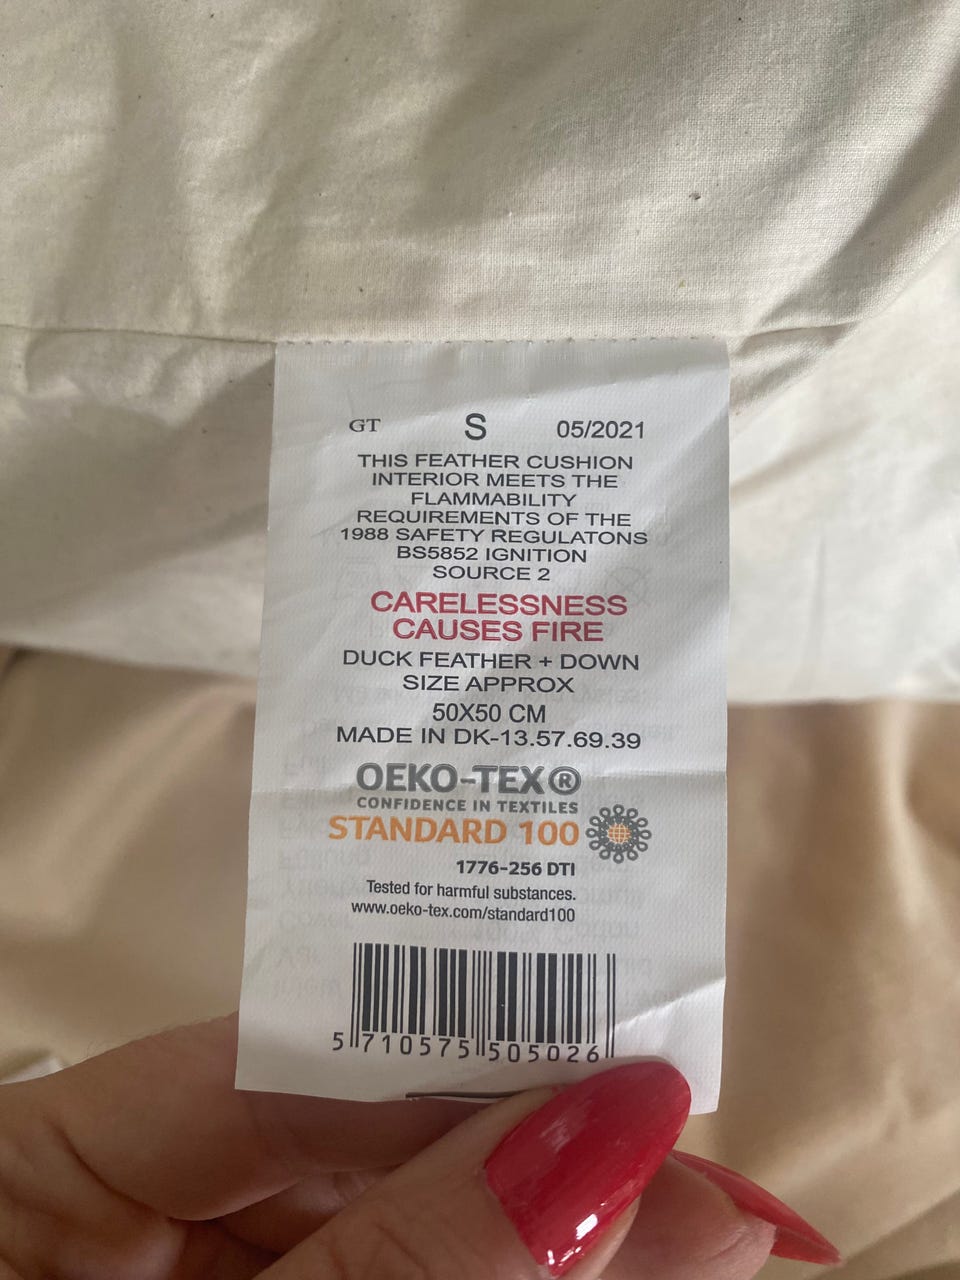 GT S 05/2021
THIS FEATHER CUSHION
INTERIOR MEETS THE
FLAMMABILITY
REQUIREMENTS OF THE
1988 SAFETY REGULATONS
BS5852 IGNITION
SOURCE 2
CARELESSNESS
CAUSES FIRE
DUCK FEATHER + DOWN
SIZE APPROX
50X50 CM
MADE IN DK-13.57.69.39
OEKO-TEX®
CONFIDENCE IN TEXTILES
STANDARD 100
1776-256 DTI
Tested for harmful substances.
www.oeko-tex.com/standard100
5 710575 505026